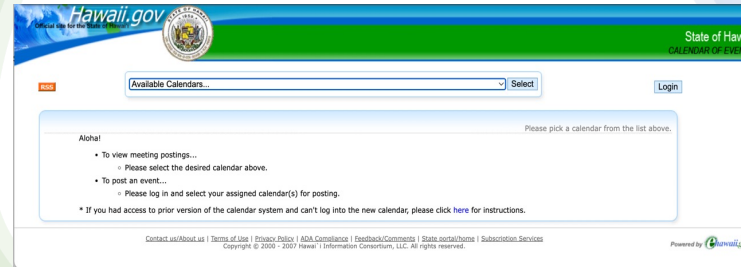 Hawaii.gov
Official site for the State of Hawai`i
State of Haw
CALENDAR OF EVE
RSS
Available Calendars...
Select
Login
Please pick a calendar from the list above.
Aloha!
• To view meeting postings...
○ Please select the desired calendar above.
• To post an event...
○ Please log in and select your assigned calendar(s) for posting.
* If you had access to prior version of the calendar system and can't log into the new calendar, please click here for instructions.
Contact us/About us | Terms of Use | Privacy Policy | ADA Compliance | Feedback/Comments | State portal/home | Subscription Services
Copyright © 2000 - 2007 Hawai`i Information Consortium, LLC. All rights reserved.
Powered by ehawaii.g